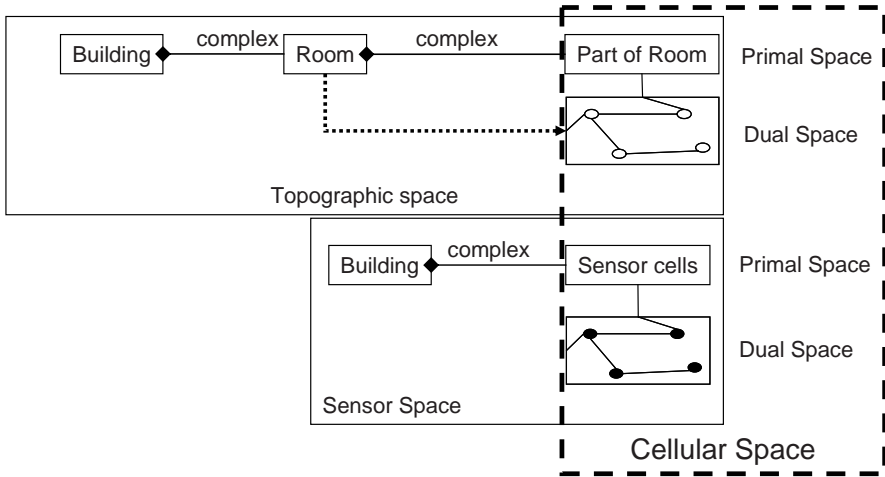 complex
complex
Building
Room
Part of Room
Primal Space
Dual Space
Topographic space
complex
Building
Sensor cells
Primal Space
Dual Space
Sensor Space
Cellular Space